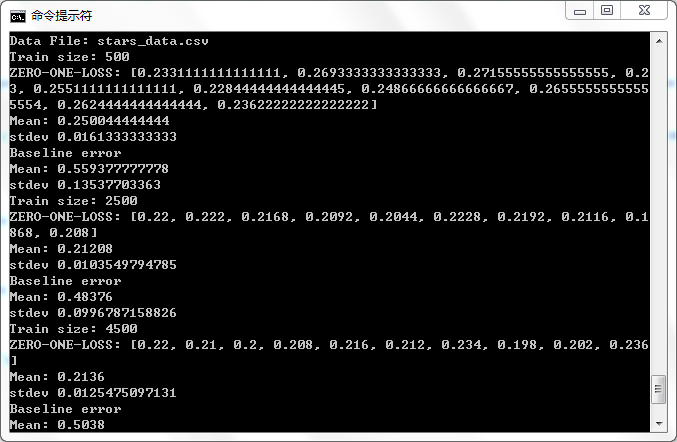 命令提示符
Data File: stars_data.csv
Train size: 500
ZERO-ONE-LOSS: [0.2331111111111111, 0.2693333333333333, 0.27155555555555555, 0.2
3, 0.2551111111111111, 0.22844444444444445, 0.24866666666666667, 0.2655555555555
5554, 0.2624444444444444, 0.23622222222222222]
Mean: 0.250044444444
stdev 0.0161333333333
Baseline error
Mean: 0.559377777778
stdev 0.13537703363
Train size: 2500
ZERO-ONE-LOSS: [0.22, 0.222, 0.2168, 0.2092, 0.2044, 0.2228, 0.2192, 0.2116, 0.1
868, 0.208]
Mean: 0.21208
stdev 0.0103549794785
Baseline error
Mean: 0.48376
stdev 0.0996787158826
Train size: 4500
ZERO-ONE-LOSS: [0.22, 0.21, 0.2, 0.208, 0.216, 0.212, 0.234, 0.198, 0.202, 0.236
]
Mean: 0.2136
stdev 0.0125475097131
Baseline error
Mean: 0.5038